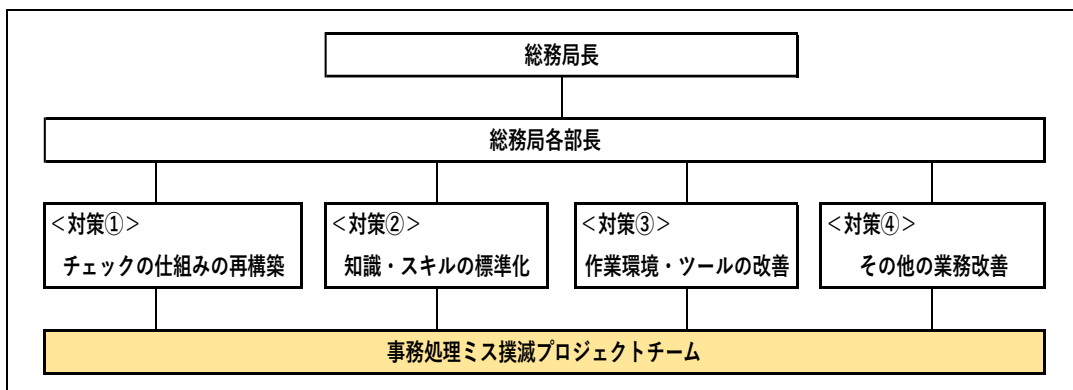 総務局長
総務局各部長
＜対策①＞
チェックの仕組みの再構築
＜対策②＞
知識・スキルの標準化
＜対策③＞
作業環境・ツールの改善
＜対策④＞
その他の業務改善
事務処理ミス撲滅プロジェクトチーム